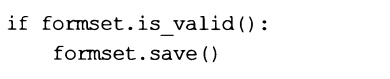 if formset.is_valid():
    formset.save()